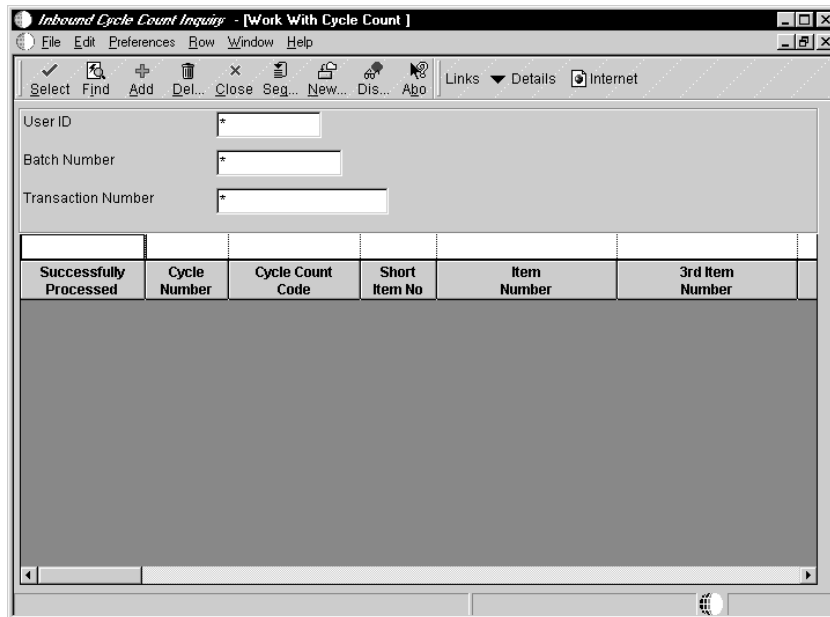 Inbound Cycle Count Inquiry - [Work With Cycle Count ]
File Edit Preferences Row Window Help
Select Find Add Del... Close Seq... New... Dis... Abo Links Details Internet
User ID *
Batch Number *
Transaction Number *
Successfully Processed Cycle Number Cycle Count Code Short Item No Item Number 3rd Item Number